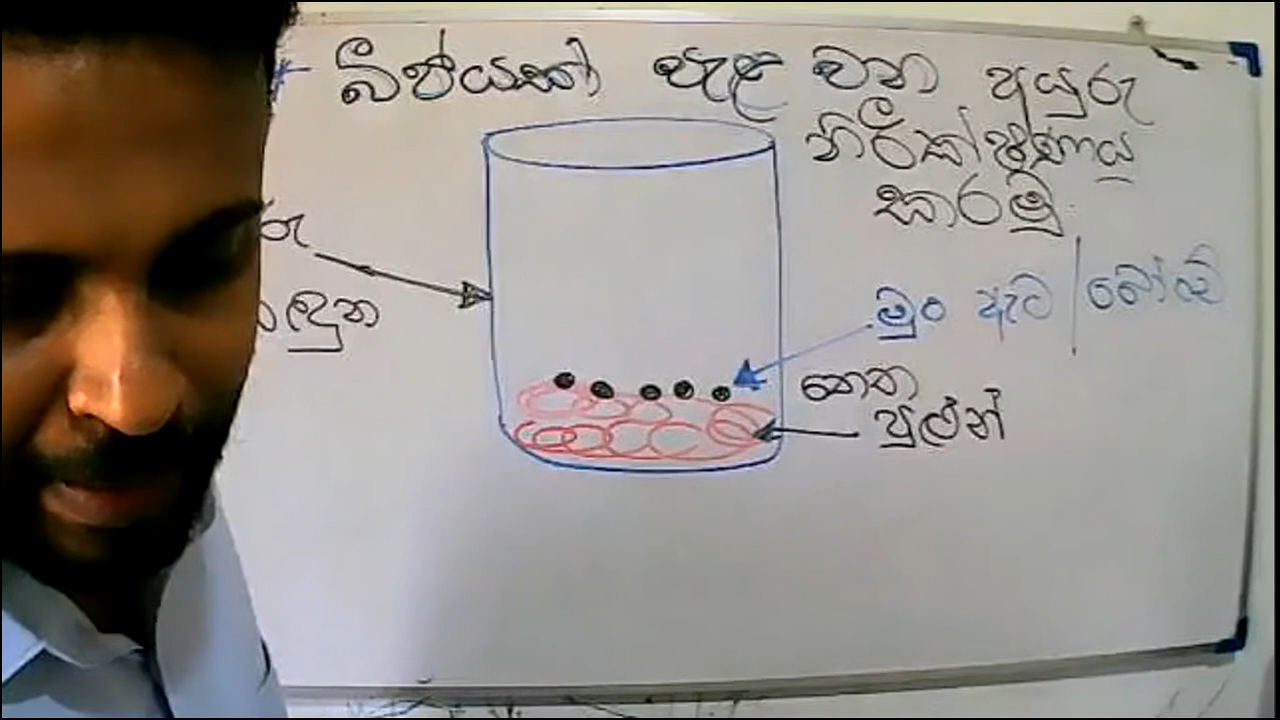 * බීජයක් පැළ වන අයුරු
නිරීක්ෂණය
කරමු
රු
ඳුන
මුං ඇට | බෝංචි
තෙත
පුළුන්